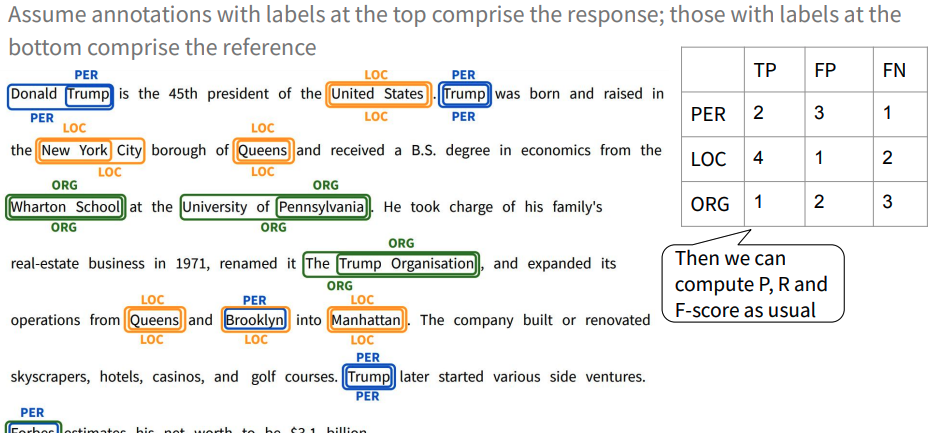 Assume annotations with labels at the top comprise the response; those with labels at the
bottom comprise the reference
PER LOC PER
Donald Trump is the 45th president of the United States . Trump was born and raised in
PER LOC PER
LOC LOC
the New York City borough of Queens and received a B.S. degree in economics from the
LOC LOC
ORG ORG
Wharton School at the University of Pennsylvania . He took charge of his family's
ORG ORG
ORG
real-estate business in 1971, renamed it The Trump Organisation , and expanded its
ORG
LOC PER LOC
operations from Queens and Brooklyn into Manhattan . The company built or renovated
LOC LOC LOC
PER
skyscrapers, hotels, casinos, and golf courses. Trump later started various side ventures.
PER
PER
Forbes estimates his net worth to be $3.1 billion
TP FP FN
PER 2 3 1
LOC 4 1 2
ORG 1 2 3
Then we can
compute P, R and
F-score as usual